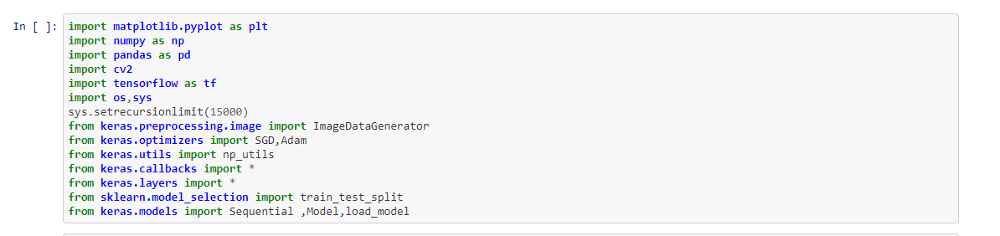 In [ ]: import matplotlib.pyplot as plt
import numpy as np
import pandas as pd
import cv2
import tensorflow as tf
import os,sys
sys.setrecursionlimit(15000)
from keras.preprocessing.image import ImageDataGenerator
from keras.optimizers import SGD,Adam
from keras.utils import np_utils
from keras.callbacks import *
from keras.layers import *
from sklearn.model_selection import train_test_split
from keras.models import Sequential ,Model,load_model